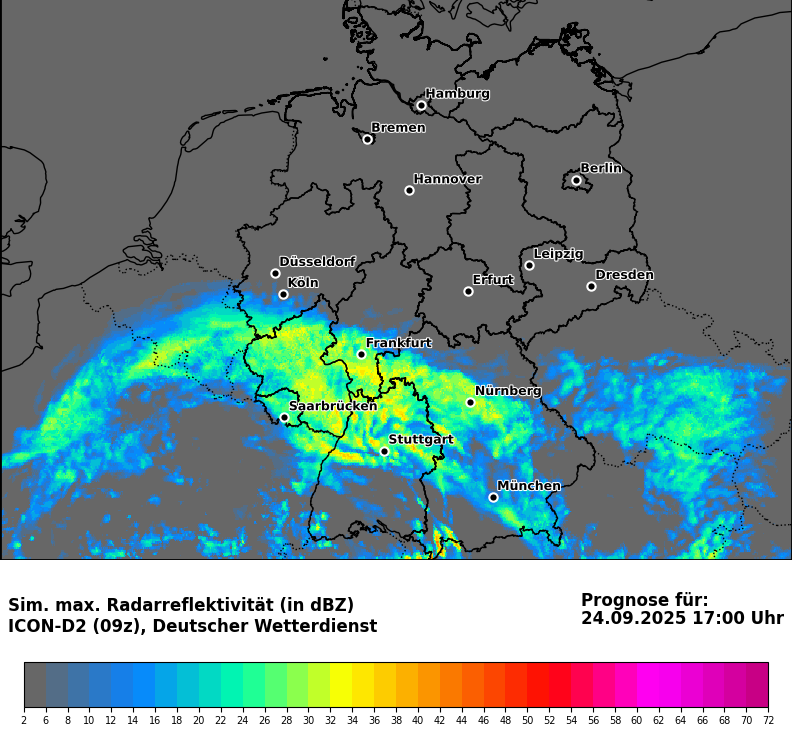 Hamburg
Bremen
Berlin
Hannover
Leipzig
Düsseldorf
Dresden
Köln
Erfurt
Frankfurt
Nürnberg
Saarbrücken
Stuttgart
München
Sim. max. Radarreflektivität (in dBZ)
ICON-D2 (09z), Deutscher Wetterdienst
Prognose für:
24.09.2025 17:00 Uhr
2 6 8 10 12 14 16 18 20 22 24 26 28 30 32 34 36 38 40 42 44 46 48 50 52 54 56 58 60 62 64 66 68 70 72